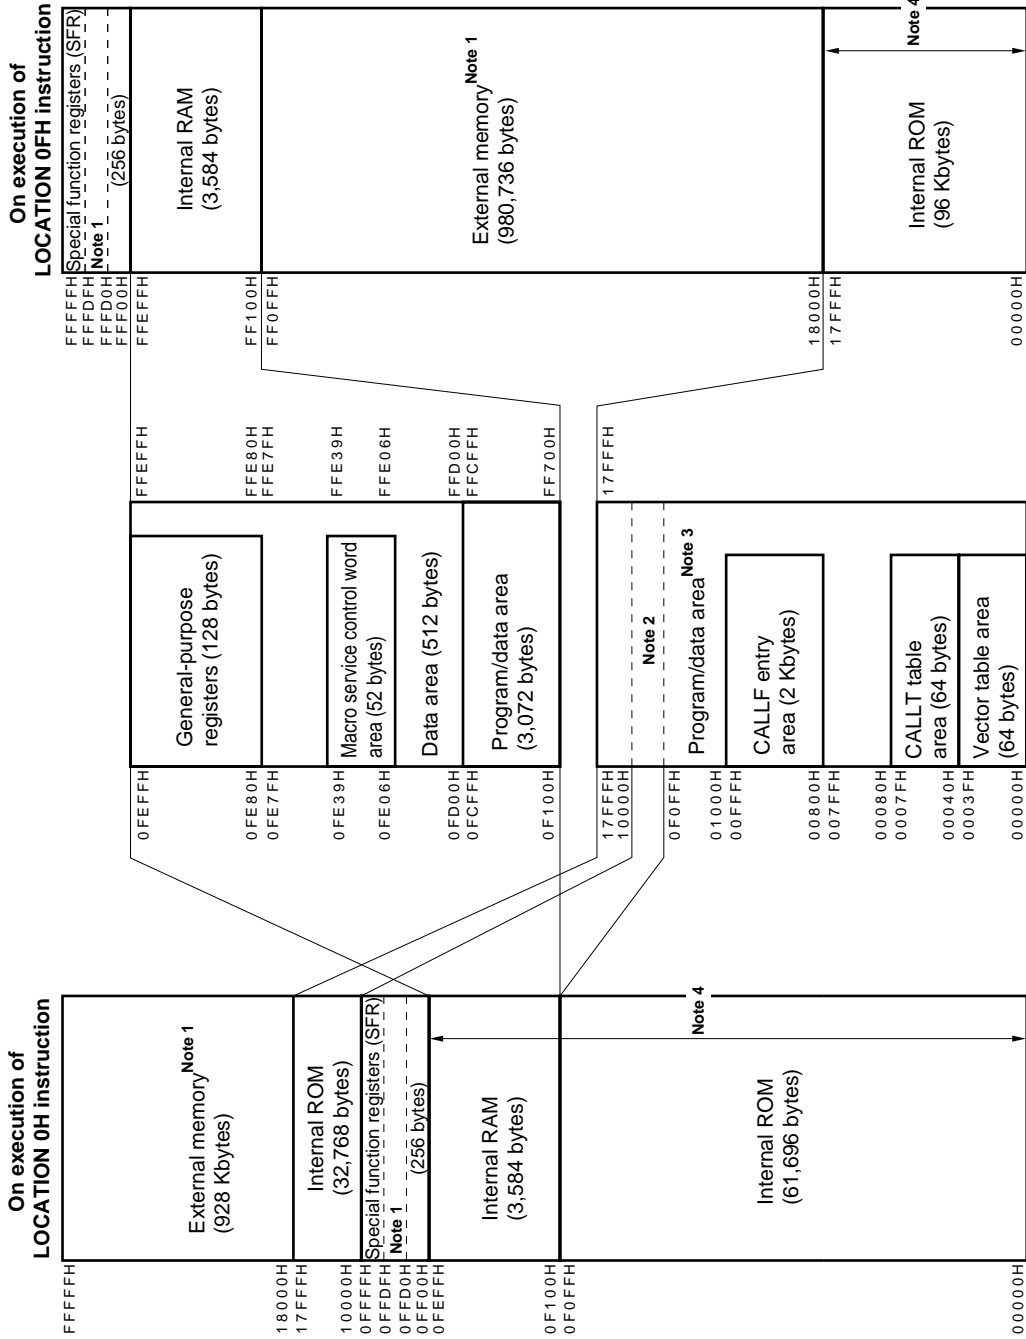 On execution of
LOCATION 0H instruction
FFFFFH
External memory Note 1
(928 Kbytes)
18000H
17FFFH
Internal ROM
(32,768 bytes)
10000H
0FFFFH
Special function registers (SFR)
0FFDFH
Note 1
0FFD0H
0FF00H
(256 bytes)
0FEFFH
Internal RAM
(3,584 bytes)
0F100H
0F0FFH
Note 4
Internal ROM
(61,696 bytes)
00000H
0FEFFH
General-purpose
registers (128 bytes)
0FE80H
0FE7FH
0FE39H
Macro service control word
area (52 bytes)
0FE06H
Data area (512 bytes)
0FD00H
0FCFFH
Program/data area
(3,072 bytes)
0F100H
FFEFFH
FFE80H
FFE7FH
FFE39H
FFE06H
FFD00H
FFCFFH
FF700H
17FFFH
17FFFH
10000H
Note 2
0F0FFH
Program/data area Note 3
01000H
00FFFH
CALLF entry
area (2 Kbytes)
00800H
007FFH
00080H
0007FH
CALLT table
area (64 bytes)
00040H
0003FH
Vector table area
(64 bytes)
00000H
On execution of
LOCATION 0FH instruction
FFFFFH
Special function registers (SFR)
FFFDFH
Note 1
FFFD0H
FFF00H
(256 bytes)
FFEFFH
Internal RAM
(3,584 bytes)
FF100H
FF0FFH
External memory Note 1
(980,736 bytes)
18000H
17FFFH
Note 4
Internal ROM
(96 Kbytes)
00000H